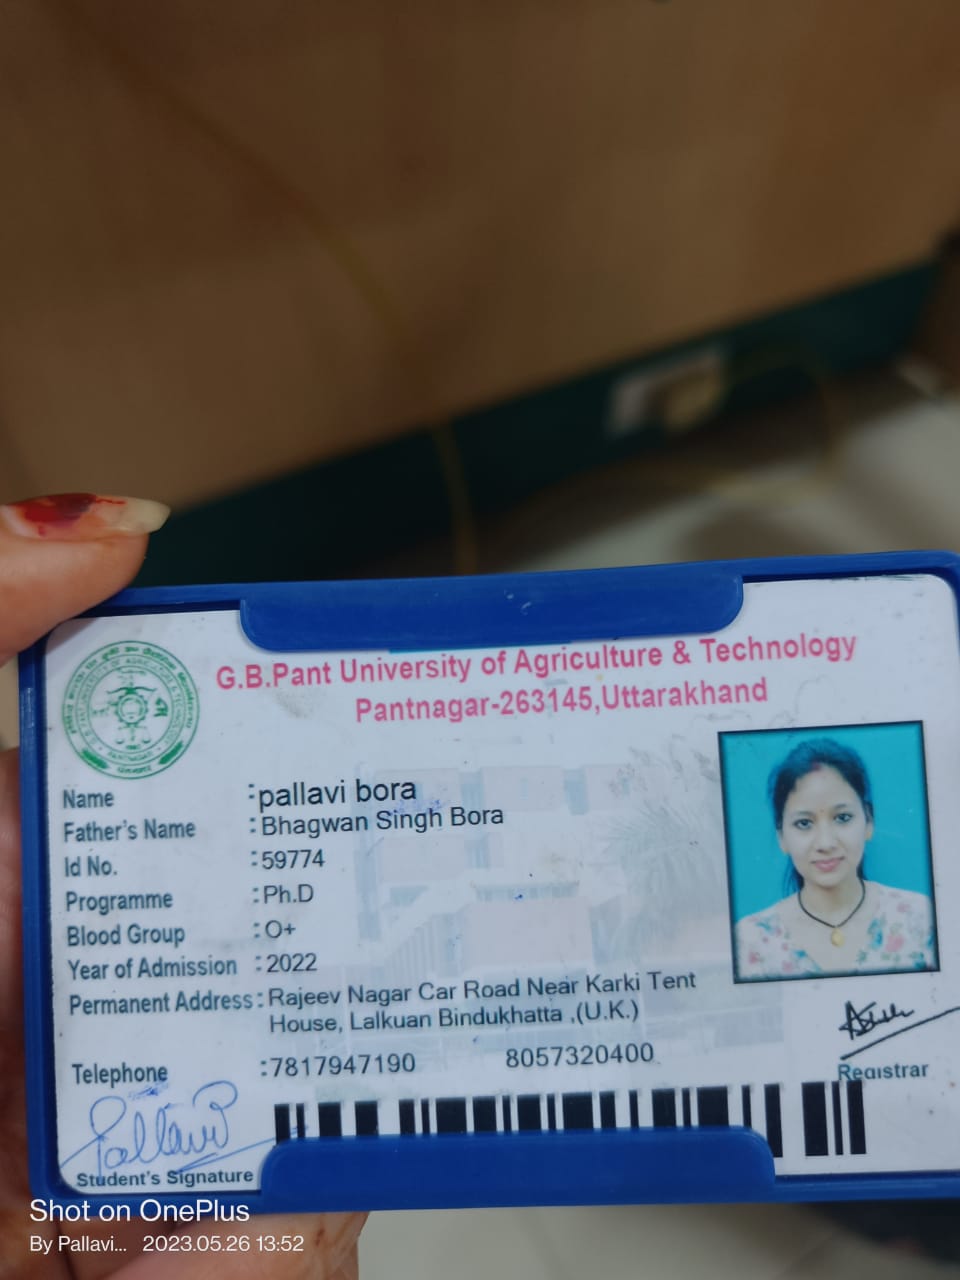 G.B.Pant University of Agriculture & Technology
Pantnagar-263145,Uttarakhand
Name :pallavi bora
Father's Name :Bhagwan Singh Bora
Id No. :59774
Programme :Ph.D
Blood Group :O+
Year of Admission :2022
Permanent Address:Rajeev Nagar Car Road Near Karki Tent
House, Lalkuan Bindukhatta ,(U.K.)
Telephone :7817947190 8057320400
Registrar
Pallavi
Student's Signature
Shot on OnePlus
By Pallavi... 2023.05.26 13:52